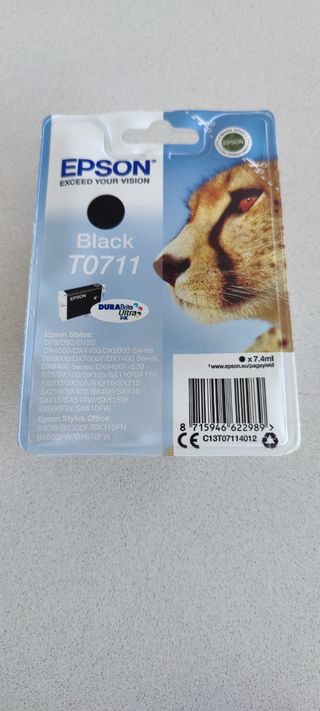 EPSON
EXCEED YOUR VISION
EPSON
Black
T0711
DURABrite
Ultra
INK
Epson Stylus:
D78/D92/D120
DX4000/DX4400/DX5000 Series
DX6000/DX7000F/DX7400 Series
DX8400 Series/DX9400F/S20
S21/SX100/SX105/SX110/SX115
SX200/SX205/SX210/SX215
SX218/SX400/SX405/SX410
SX415/SX510W/SX515W
SX600FW/SX610FW
Epson Stylus Office:
B40W/BX300F/BX310FN
BX600FW/BX610FW
x 7.4ml
www.epson.eu/pageyield
8 715946 622989 >
CE C13T07114012